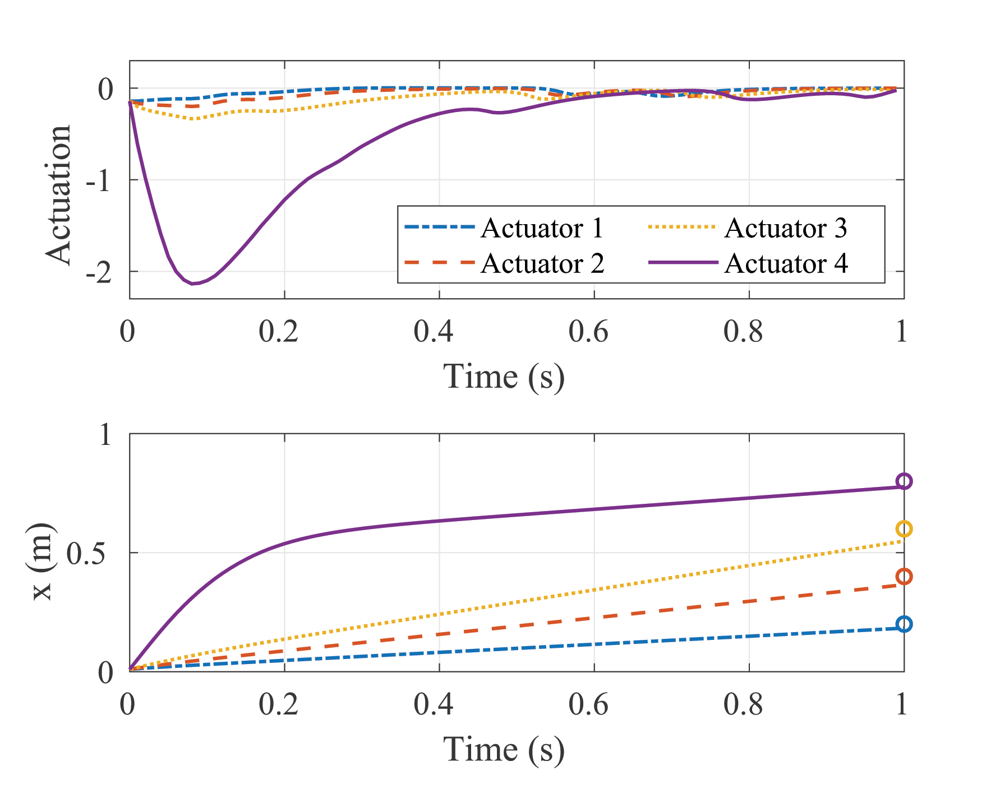 0
-1
-2
Actuation
Actuator 1
Actuator 3
Actuator 2
Actuator 4
0 0.2 0.4 0.6 0.8 1
Time (s)
1
0.5
0
x (m)
0 0.2 0.4 0.6 0.8 1
Time (s)